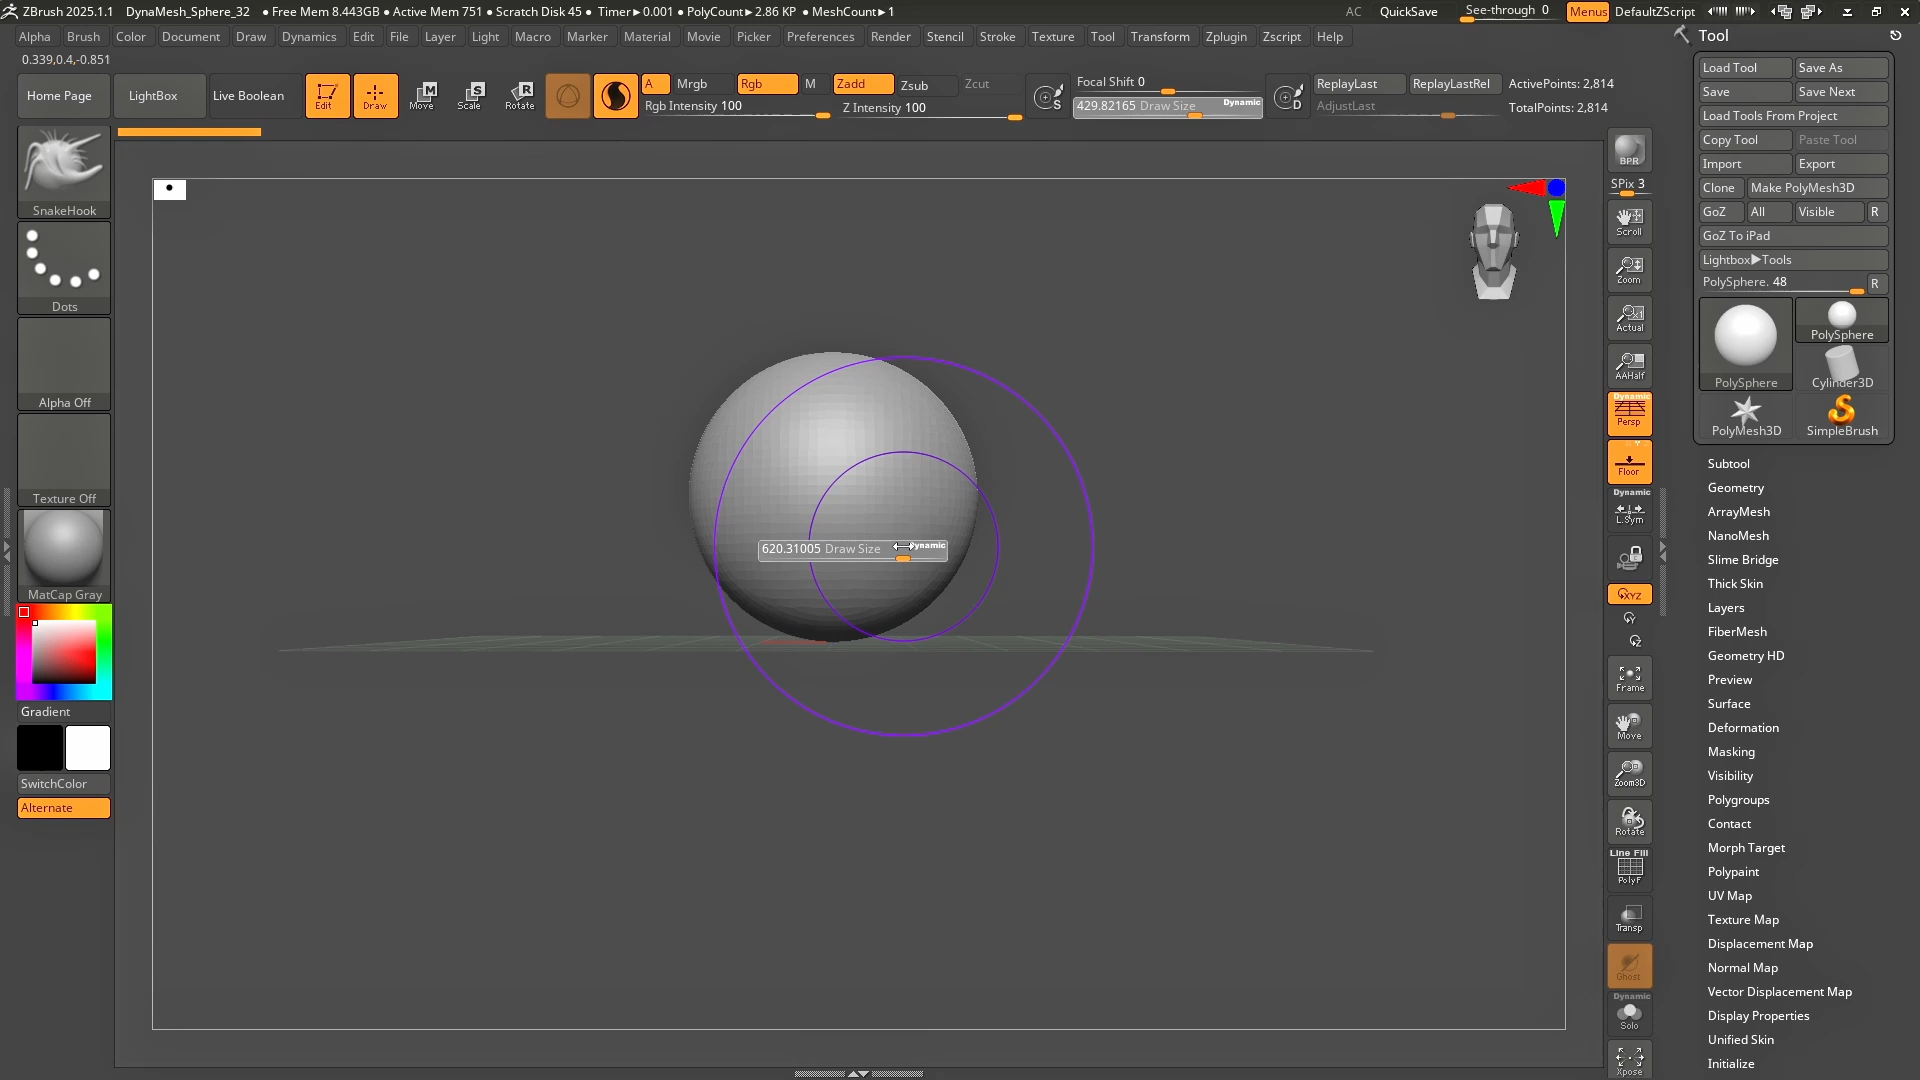 ZBrush 2025.1.1 DynaMesh_Sphere_32 ● Free Mem 8.443GB ● Active Mem 751 ● Scratch Disk 45 ● Timer►0.001 ● PolyCount►2.86 KP ● MeshCount►1 AC QuickSave See-through 0 Menus DefaultZScript
Alpha Brush Color Document Draw Dynamics Edit File Layer Light Macro Marker Material Movie Picker Preferences Render Stencil Stroke Texture Tool Transform Zplugin Zscript Help
0.339,0.4,-0.851
Home Page LightBox Live Boolean Edit Draw Move Scale Rotate
A Mrgb Rgb M Zadd Zsub Zcut
Rgb Intensity 100 Z Intensity 100
Focal Shift 0
429.82165 Draw Size Dynamic
ReplayLast ReplayLastRel ActivePoints: 2,814
AdjustLast TotalPoints: 2,814
SnakeHook
Dots
Alpha Off
Texture Off
MatCap Gray
Gradient
SwitchColor
Alternate
620.31005 Draw Size
BPR
SPix 3
Scroll
Zoom
Actual
AAHalf
Dynamic
Persp
Floor
Dynamic
L.Sym
XYZ
Y
Z
Frame
Move
Zoom3D
Rotate
Line Fill
PolyF
Transp
Ghost
Dynamic
Solo
Xpose
Tool
Load Tool Save As
Save Save Next
Load Tools From Project
Copy Tool Paste Tool
Import Export
Clone Make PolyMesh3D
GoZ All Visible R
GoZ To iPad
Lightbox►Tools
PolySphere. 48 R
PolySphere
PolySphere Cylinder3D
PolyMesh3D SimpleBrush
Subtool
Geometry
ArrayMesh
NanoMesh
Slime Bridge
Thick Skin
Layers
FiberMesh
Geometry HD
Preview
Surface
Deformation
Masking
Visibility
Polygroups
Contact
Morph Target
Polypaint
UV Map
Texture Map
Displacement Map
Normal Map
Vector Displacement Map
Display Properties
Unified Skin
Initialize